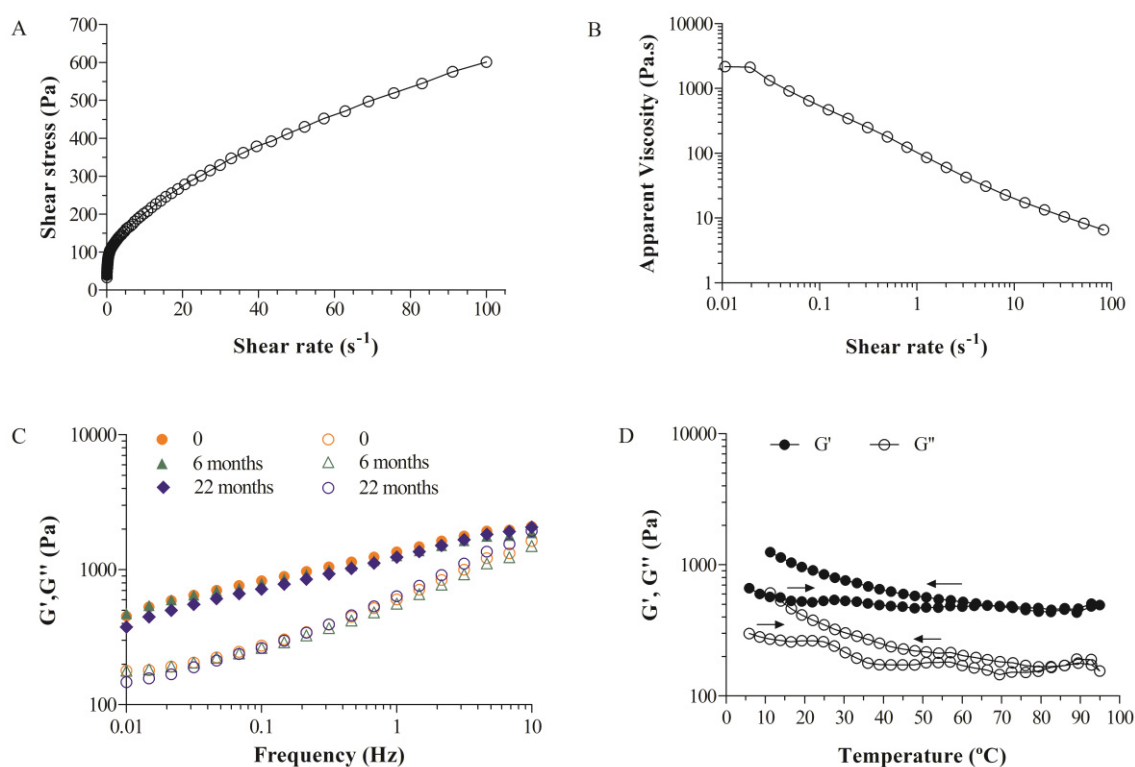 A
Shear stress (Pa)
700
600
500
400
300
200
100
0
0 20 40 60 80 100
Shear rate (s⁻¹)
B
Apparent Viscosity (Pa.s)
10000
1000
100
10
1
0.01 0.1 1 10 100
Shear rate (s⁻¹)
C
0 0
6 months 6 months
22 months 22 months
G',G'' (Pa)
10000
1000
100
0.01 0.1 1 10
Frequency (Hz)
D
G' G''
G', G'' (Pa)
10000
1000
100
0 10 20 30 40 50 60 70 80 90 100
Temperature (ºC)